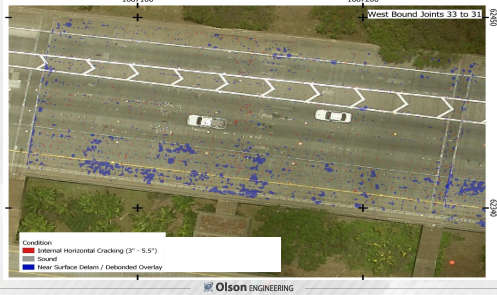 West Bound Joints 33 to 31
Condition
Internal Horizontal Cracking (3" - 5.5")
Sound
Near Surface Delam / Debonded Overlay
Olson ENGINEERING